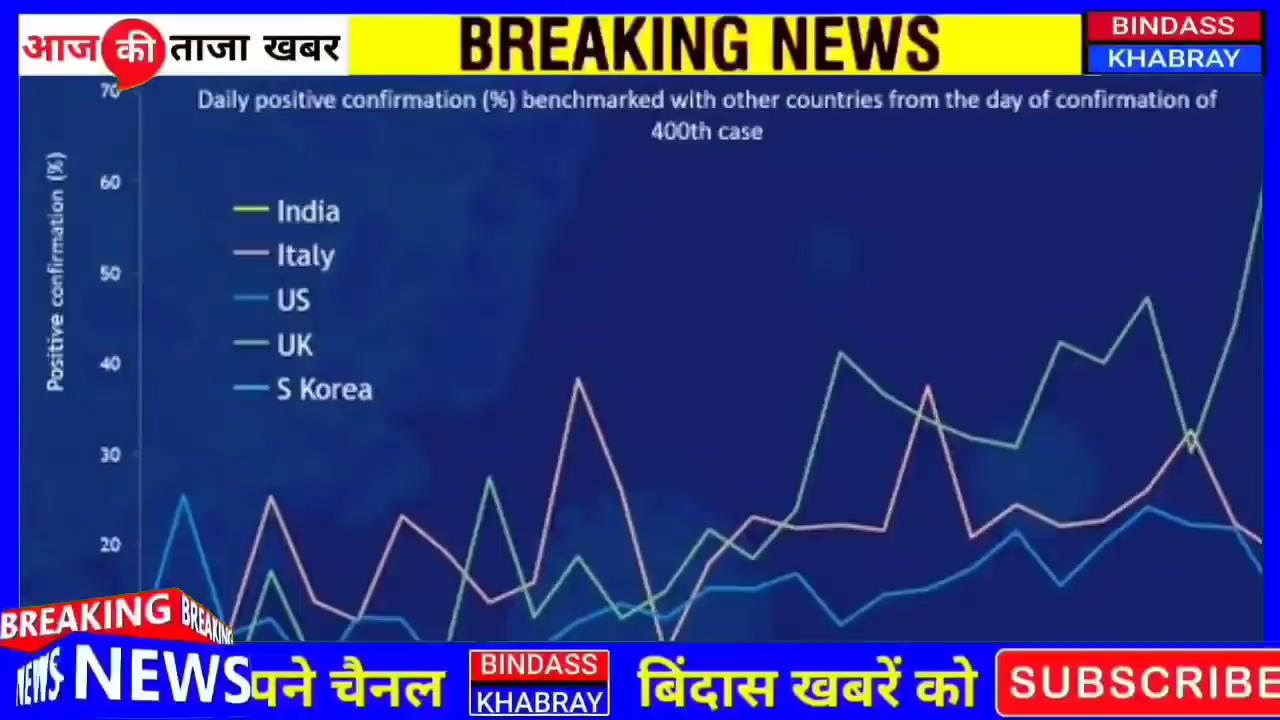 आज की ताजा खबर
BREAKING NEWS
BINDASS
KHABRAY
Daily positive confirmation (%) benchmarked with other countries from the day of confirmation of
400th case
Positive confirmation (%)
70
60
50
40
30
20
India
Italy
US
UK
S Korea
BREAKING BREAKING
NEWS NEWS
पने चैनल
BINDASS
KHABRAY
बिंदास खबरें को
SUBSCRIBE